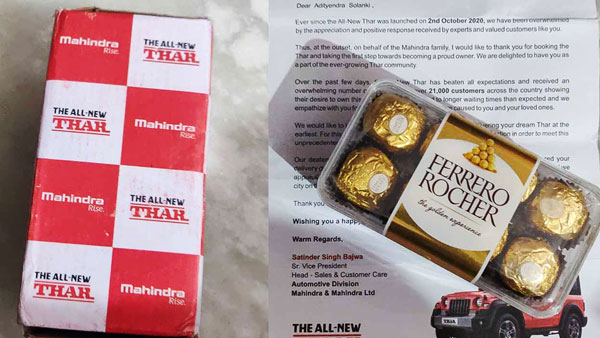 Mahindra
Rise.
THE ALL-NEW
THAR
THE ALL-NEW
THAR
Mahindra
Rise.
Mahindra
Rise.
THE ALL-NEW
THAR
THE ALL-NEW
THAR
Mahindra
Rise.
Dear Adityendra Solanki ,
Ever since the All-New Thar was launched on 2nd October 2020, we have been overwhelmed
by the appreciation and positive response received by experts and valued customers like you.
Thus, at the outset, on behalf of the Mahindra family, I would like to thank you for booking the
Thar and taking the first step towards becoming a proud owner. We are delighted to have you as
a part of the ever-growing Thar community.
Over the past few days, Thar has beaten all expectations and received an
overwhelming number 21,000 customers across the country showing
their desire to own this to longer waiting times than expected and we
empathize with you caused to you and your loved ones.
We would like to delivering your dream Thar at the
earliest. For this in order to meet this
unprecedented
Our dealer your
delivery
city on
Thank you
Wishing you a happy
Warm Regards,
Satinder Singh Bajwa
Sr. Vice President
Head - Sales & Customer Care
Automotive Division
Mahindra & Mahindra Ltd
THE ALL-NEW
FERRERO
ROCHER
the golden experience